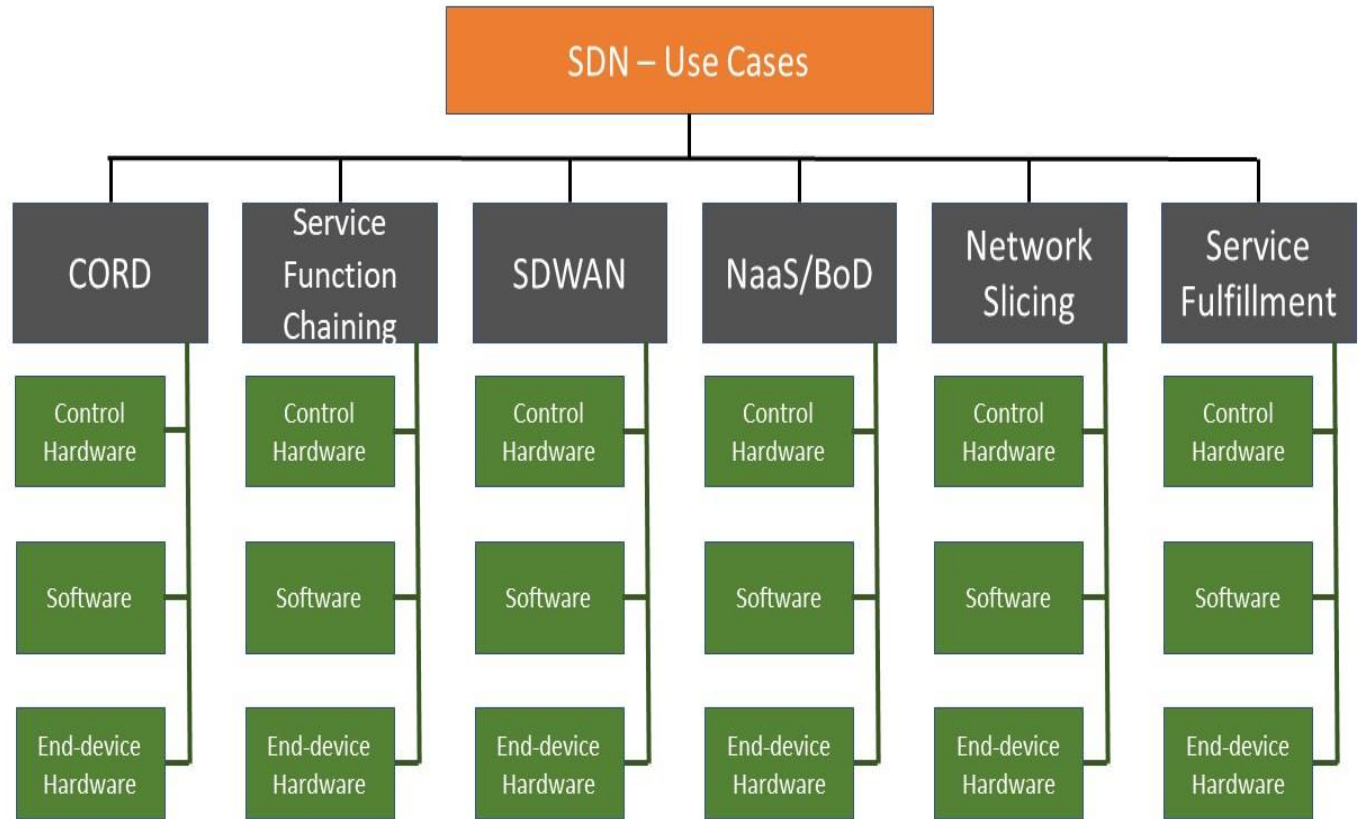 SDN – Use Cases
CORD
Service
Function
Chaining
SDWAN
NaaS/BoD
Network
Slicing
Service
Fulfillment
Control
Hardware
Control
Hardware
Control
Hardware
Control
Hardware
Control
Hardware
Control
Hardware
Software
Software
Software
Software
Software
Software
End-device
Hardware
End-device
Hardware
End-device
Hardware
End-device
Hardware
End-device
Hardware
End-device
Hardware